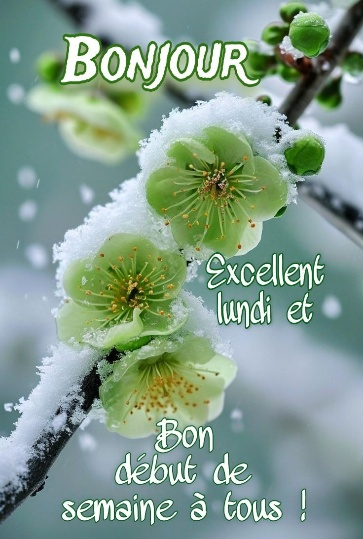 Bonjour
Excellent
lundi et
Bon
début de
semaine à tous !